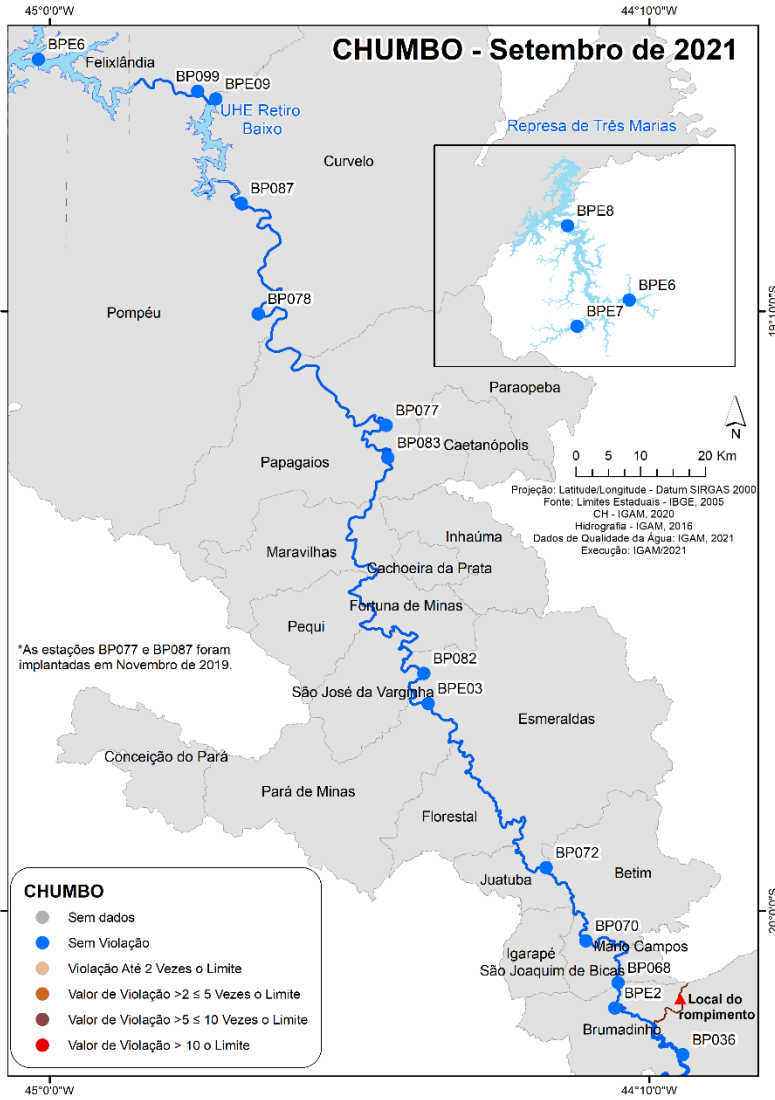 45°0'0"W
44°10'0"W
CHUMBO - Setembro de 2021
BPE6
Felixlândia
BP099
BPE09
UHE Retiro
Baixo
Represa de Três Marias
Curvelo
BP087
BPE8
BPE6
BPE7
Pompéu
BP078
19°10'0"S
Paraopeba
BP077
Caetanópolis
BP083
Papagaios
N
0 5 10 20 Km
Projeção: Latitude/Longitude - Datum SIRGAS 2000
Fonte: Limites Estaduais - IBGE, 2005
CH - IGAM, 2020
Hidrografia - IGAM, 2016
Dados de Qualidade da Água: IGAM, 2021
Execução: IGAM/2021
Inhaúma
Maravilhas
Cachoeira da Prata
Fortuna de Minas
Pequi
*As estações BP077 e BP087 foram
implantadas em Novembro de 2019.
BP082
São José da Varginha
BPE03
Esmeraldas
Conceição do Pará
Pará de Minas
Florestal
BP072
Juatuba
Betim
20°0'0"S
BP070
Igarapé
Mário Campos
São Joaquim de Bicas
BP068
BPE2
Local do
rompimento
Brumadinho
BP036
CHUMBO
Sem dados
Sem Violação
Violação Até 2 Vezes o Limite
Valor de Violação >2 ≤ 5 Vezes o Limite
Valor de Violação >5 ≤ 10 Vezes o Limite
Valor de Violação > 10 o Limite
45°0'0"W
44°10'0"W